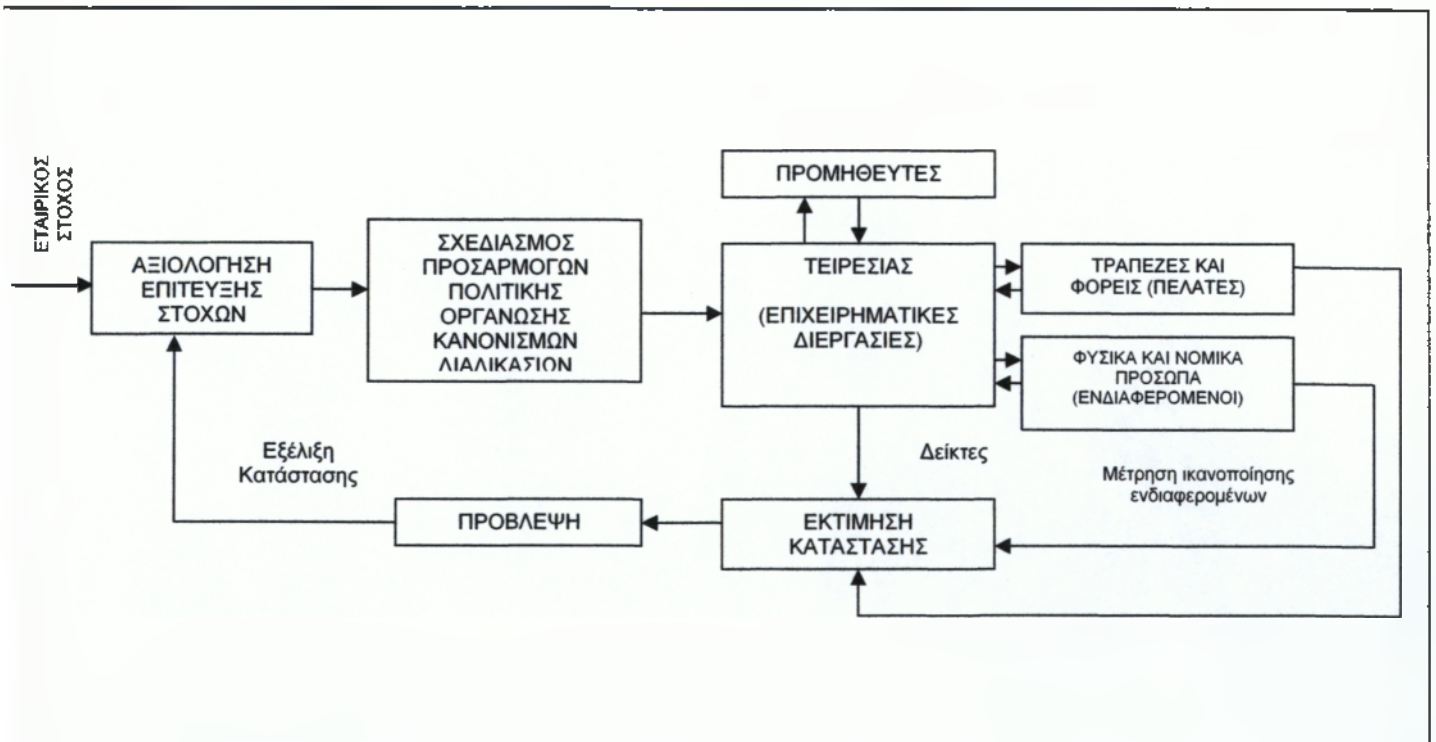 ΕΤΑΙΡΙΚΟΣ
ΣΤΟΧΟΣ
ΑΞΙΟΛΟΓΗΣΗ
ΕΠΙΤΕΥΞΗΣ
ΣΤΟΧΩΝ
ΣΧΕΔΙΑΣΜΟΣ
ΠΡΟΣΑΡΜΟΓΩΝ
ΠΟΛΙΤΙΚΗΣ
ΟΡΓΑΝΩΣΗΣ
ΚΑΝΟΝΙΣΜΩΝ
ΔΙΑΔΙΚΑΣΙΩΝ
ΠΡΟΜΗΘΕΥΤΕΣ
ΤΕΙΡΕΣΙΑΣ
(ΕΠΙΧΕΙΡΗΜΑΤΙΚΕΣ
ΔΙΕΡΓΑΣΙΕΣ)
ΤΡΑΠΕΖΕΣ ΚΑΙ
ΦΟΡΕΙΣ (ΠΕΛΑΤΕΣ)
ΦΥΣΙΚΑ ΚΑΙ ΝΟΜΙΚΑ
ΠΡΟΣΩΠΑ
(ΕΝΔΙΑΦΕΡΟΜΕΝΟΙ)
Εξέλιξη
Κατάστασης
Δείκτες
Μέτρηση ικανοποίησης
ενδιαφερομένων
ΠΡΟΒΛΕΨΗ
ΕΚΤΙΜΗΣΗ
ΚΑΤΑΣΤΑΣΗΣ